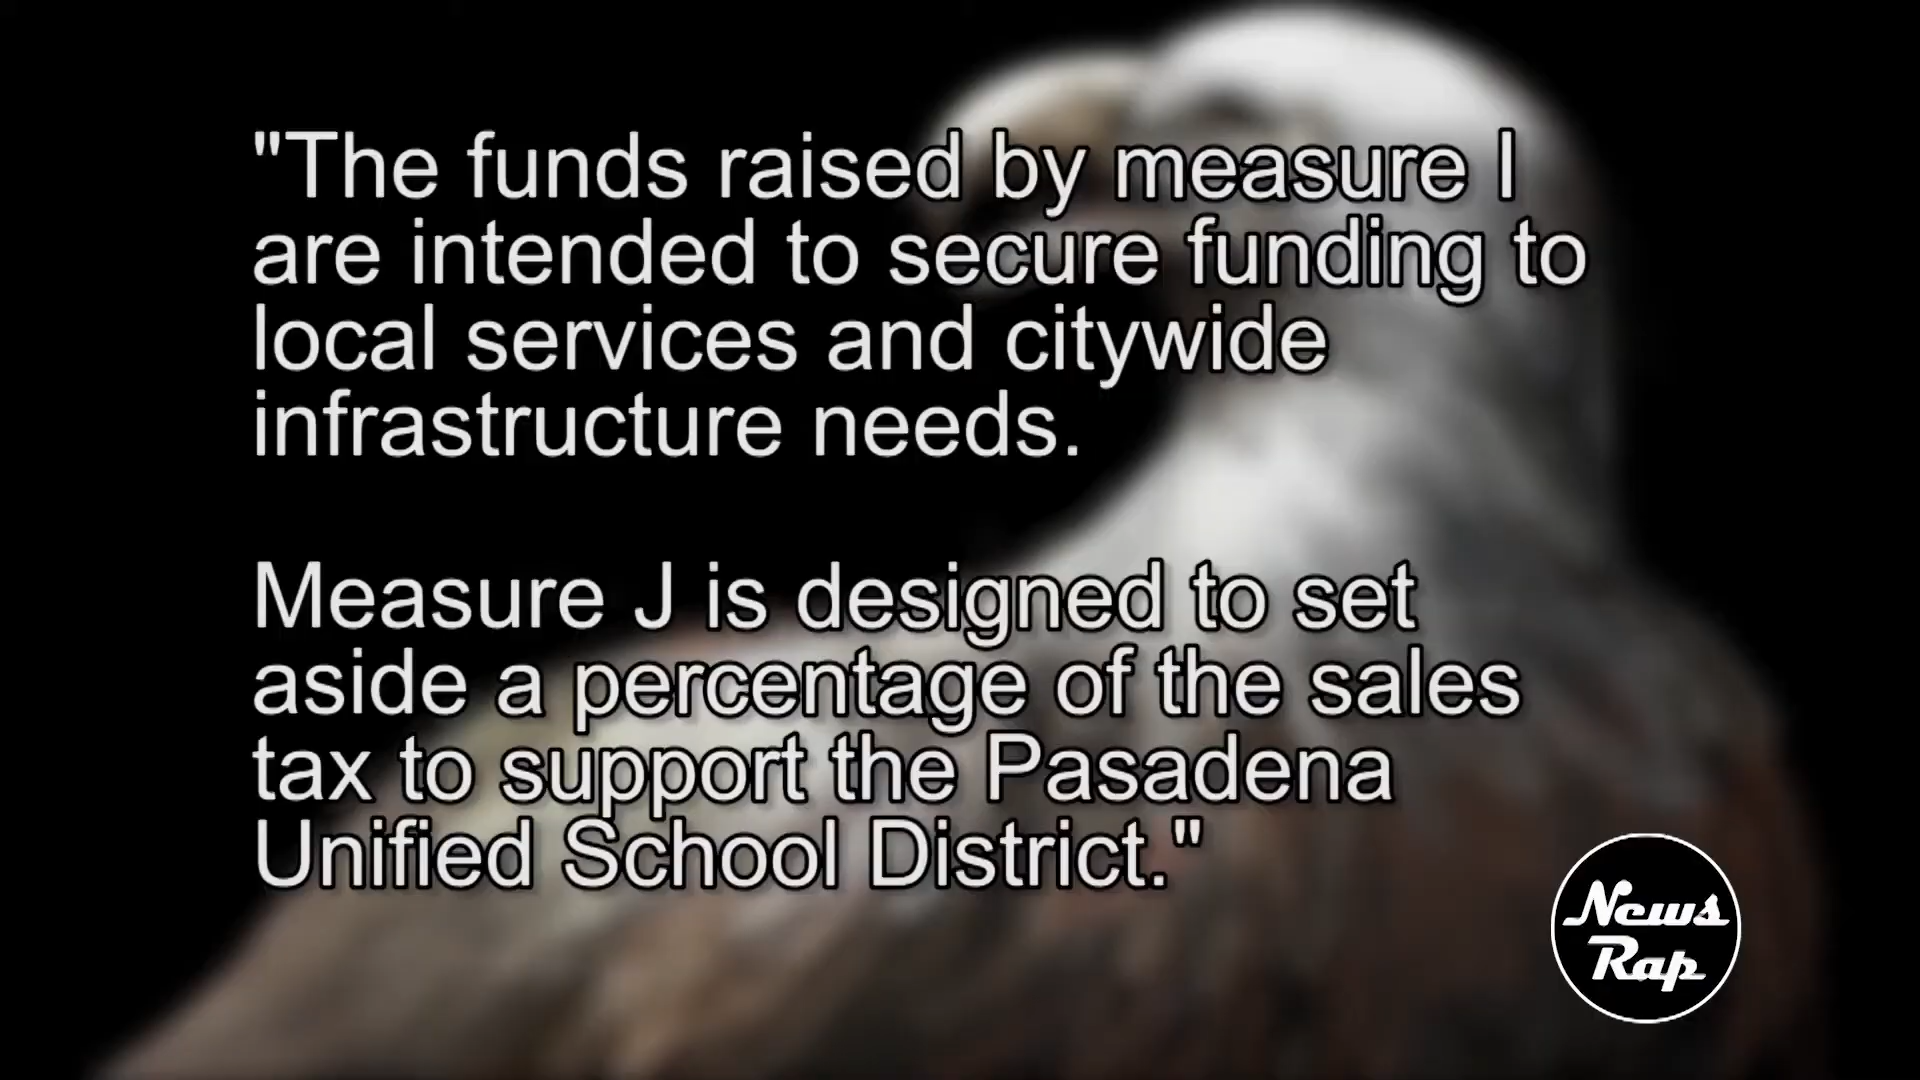 "The funds raised by measure I
are intended to secure funding to
local services and citywide
infrastructure needs.
Measure J is designed to set
aside a percentage of the sales
tax to support the Pasadena
Unified School District."
News
Rap